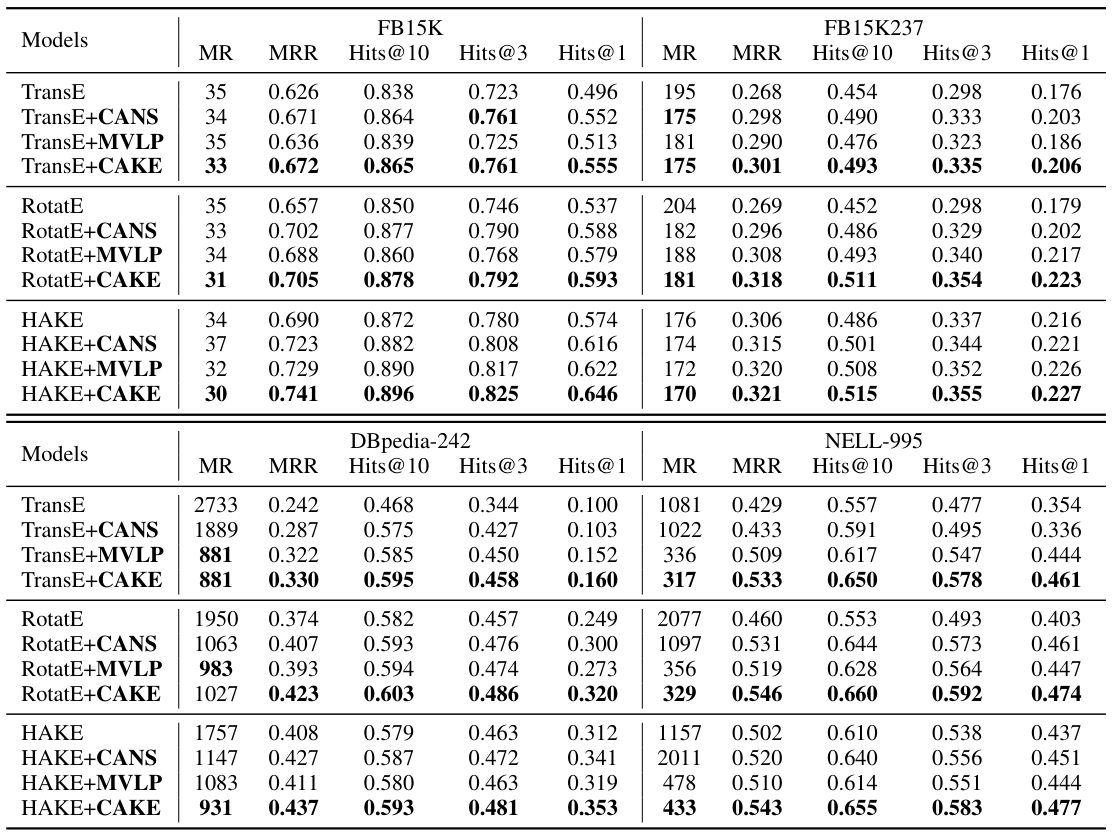 Models FB15K FB15K237
MR MRR Hits@10 Hits@3 Hits@1 MR MRR Hits@10 Hits@3 Hits@1
TransE 35 0.626 0.838 0.723 0.496 195 0.268 0.454 0.298 0.176
TransE+CANS 34 0.671 0.864 0.761 0.552 175 0.298 0.490 0.333 0.203
TransE+MVLP 35 0.636 0.839 0.725 0.513 181 0.290 0.476 0.323 0.186
TransE+CAKE 33 0.672 0.865 0.761 0.555 175 0.301 0.493 0.335 0.206
RotatE 35 0.657 0.850 0.746 0.537 204 0.269 0.452 0.298 0.179
RotatE+CANS 33 0.702 0.877 0.790 0.588 182 0.296 0.486 0.329 0.202
RotatE+MVLP 34 0.688 0.860 0.768 0.579 188 0.308 0.493 0.340 0.217
RotatE+CAKE 31 0.705 0.878 0.792 0.593 181 0.318 0.511 0.354 0.223
HAKE 34 0.690 0.872 0.780 0.574 176 0.306 0.486 0.337 0.216
HAKE+CANS 37 0.723 0.882 0.808 0.616 174 0.315 0.501 0.344 0.221
HAKE+MVLP 32 0.729 0.890 0.817 0.622 172 0.320 0.508 0.352 0.226
HAKE+CAKE 30 0.741 0.896 0.825 0.646 170 0.321 0.515 0.355 0.227
Models DBpedia-242 NELL-995
MR MRR Hits@10 Hits@3 Hits@1 MR MRR Hits@10 Hits@3 Hits@1
TransE 2733 0.242 0.468 0.344 0.100 1081 0.429 0.557 0.477 0.354
TransE+CANS 1889 0.287 0.575 0.427 0.103 1022 0.433 0.591 0.495 0.336
TransE+MVLP 881 0.322 0.585 0.450 0.152 336 0.509 0.617 0.547 0.444
TransE+CAKE 881 0.330 0.595 0.458 0.160 317 0.533 0.650 0.578 0.461
RotatE 1950 0.374 0.582 0.457 0.249 2077 0.460 0.553 0.493 0.403
RotatE+CANS 1063 0.407 0.593 0.476 0.300 1097 0.531 0.644 0.573 0.461
RotatE+MVLP 983 0.393 0.594 0.474 0.273 356 0.519 0.628 0.564 0.447
RotatE+CAKE 1027 0.423 0.603 0.486 0.320 329 0.546 0.660 0.592 0.474
HAKE 1757 0.408 0.579 0.463 0.312 1157 0.502 0.610 0.538 0.437
HAKE+CANS 1147 0.427 0.587 0.472 0.341 2011 0.520 0.640 0.556 0.451
HAKE+MVLP 1083 0.411 0.580 0.463 0.319 478 0.510 0.614 0.551 0.444
HAKE+CAKE 931 0.437 0.593 0.481 0.353 433 0.543 0.655 0.583 0.477